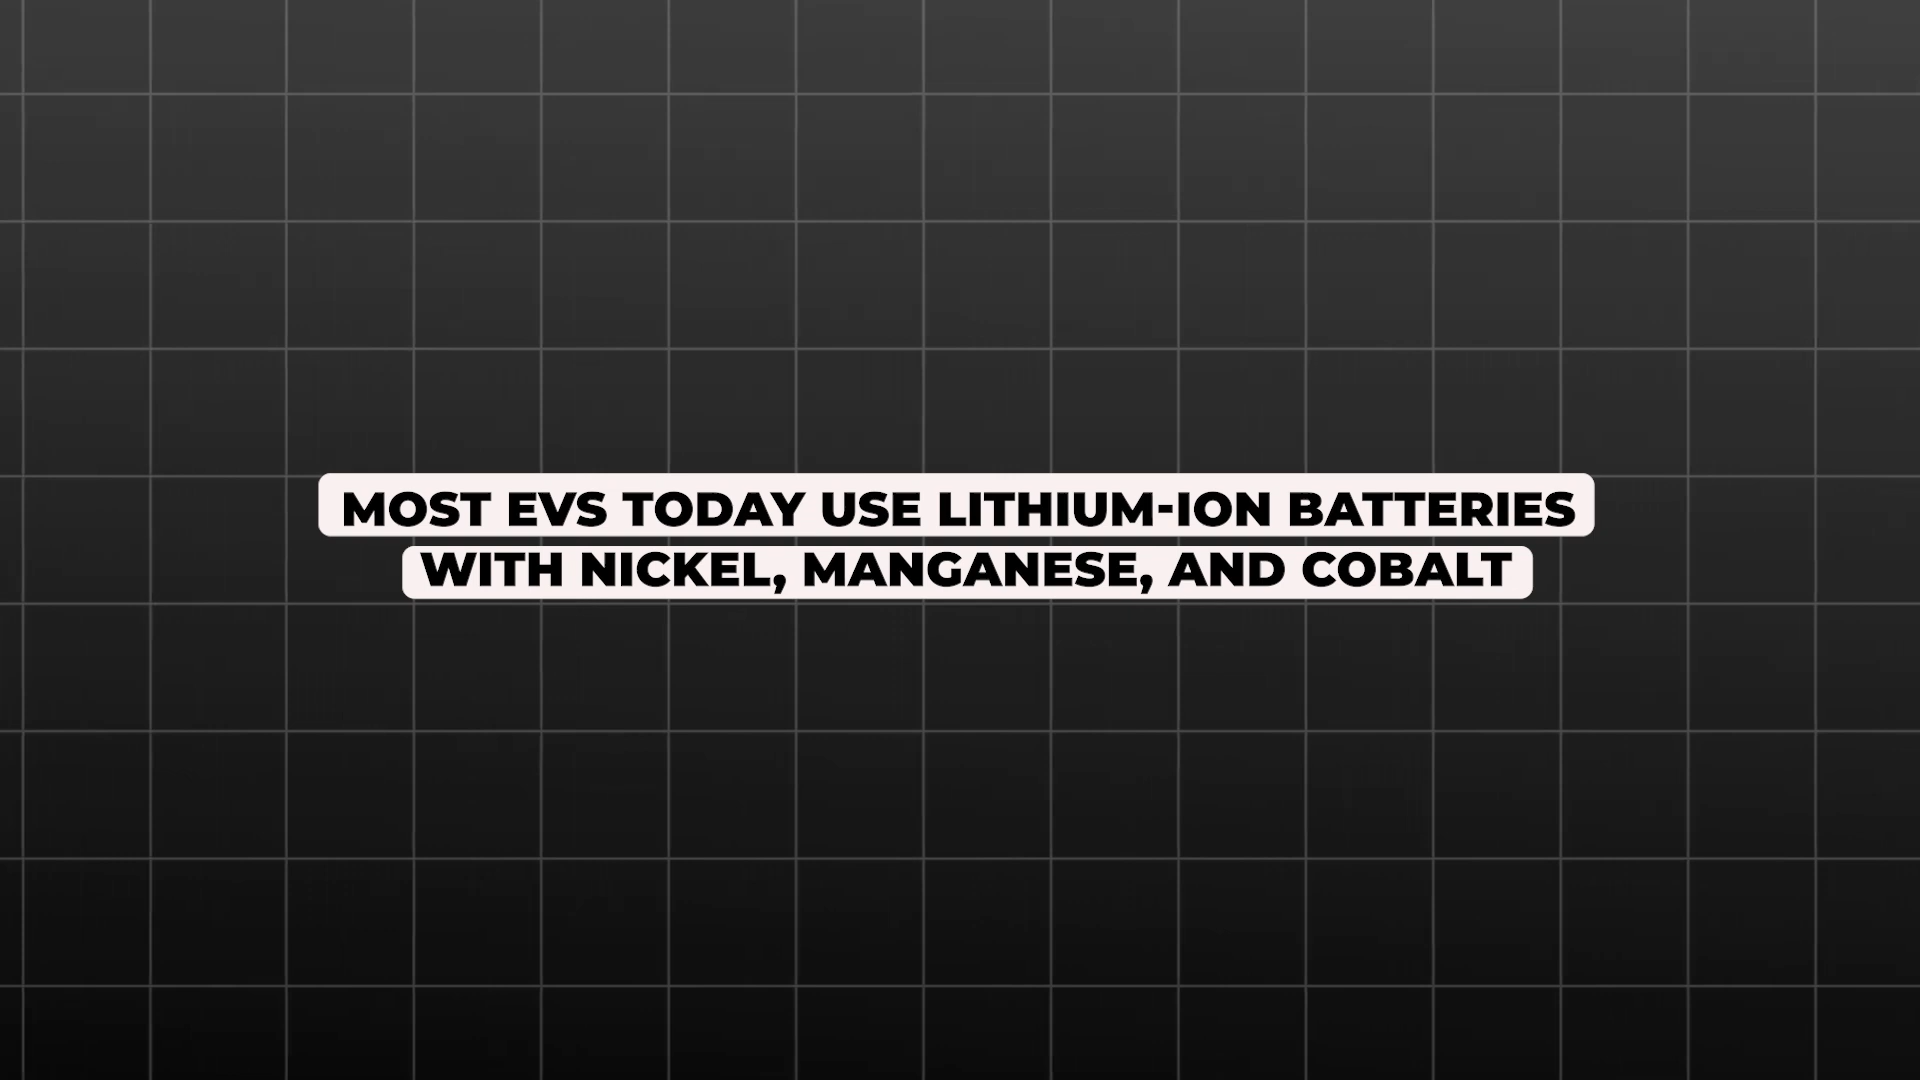 MOST EVS TODAY USE LITHIUM-ION BATTERIES
WITH NICKEL, MANGANESE, AND COBALT